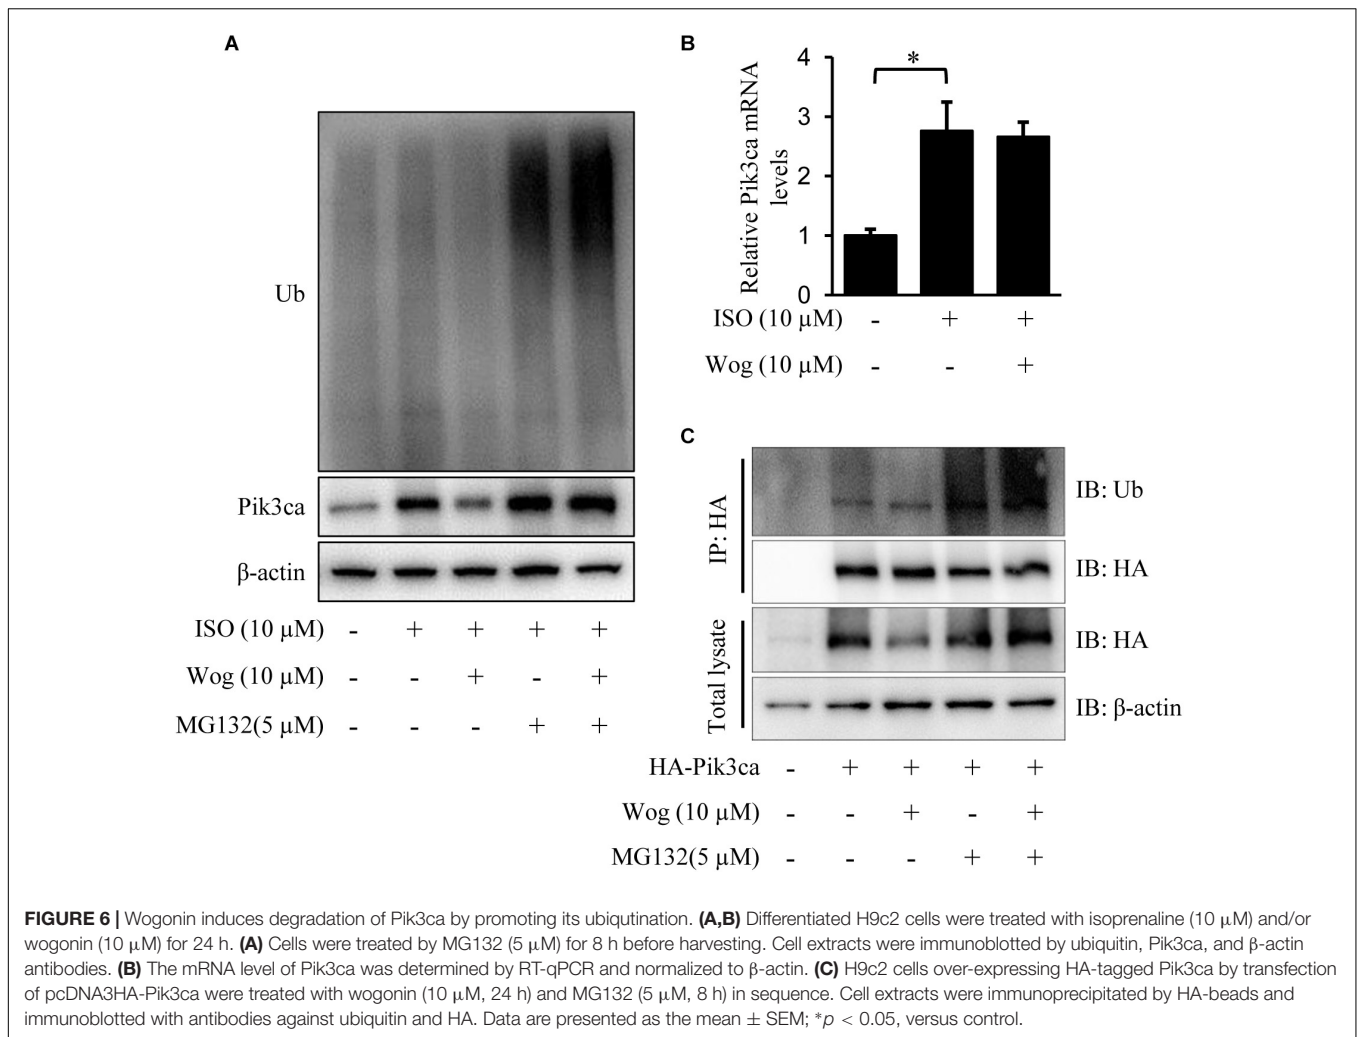 A
Ub
Pik3ca
β-actin
ISO (10 μM) - + + + +
Wog (10 μM) - - + - +
MG132(5 μM) - - - + +
B
Relative Pik3ca mRNA
levels
4
3
2
1
0
*
ISO (10 μM) - + +
Wog (10 μM) - - +
C
IP: HA
IB: Ub
IB: HA
Total lysate
IB: HA
IB: β-actin
HA-Pik3ca - + + + +
Wog (10 μM) - - + - +
MG132(5 μM) - - - + +
FIGURE 6 | Wogonin induces degradation of Pik3ca by promoting its ubiqutination. (A,B) Differentiated H9c2 cells were treated with isoprenaline (10 μM) and/or
wogonin (10 μM) for 24 h. (A) Cells were treated by MG132 (5 μM) for 8 h before harvesting. Cell extracts were immunoblotted by ubiquitin, Pik3ca, and β-actin
antibodies. (B) The mRNA level of Pik3ca was determined by RT-qPCR and normalized to β-actin. (C) H9c2 cells over-expressing HA-tagged Pik3ca by transfection
of pcDNA3HA-Pik3ca were treated with wogonin (10 μM, 24 h) and MG132 (5 μM, 8 h) in sequence. Cell extracts were immunoprecipitated by HA-beads and
immunoblotted with antibodies against ubiquitin and HA. Data are presented as the mean ± SEM; *p < 0.05, versus control.